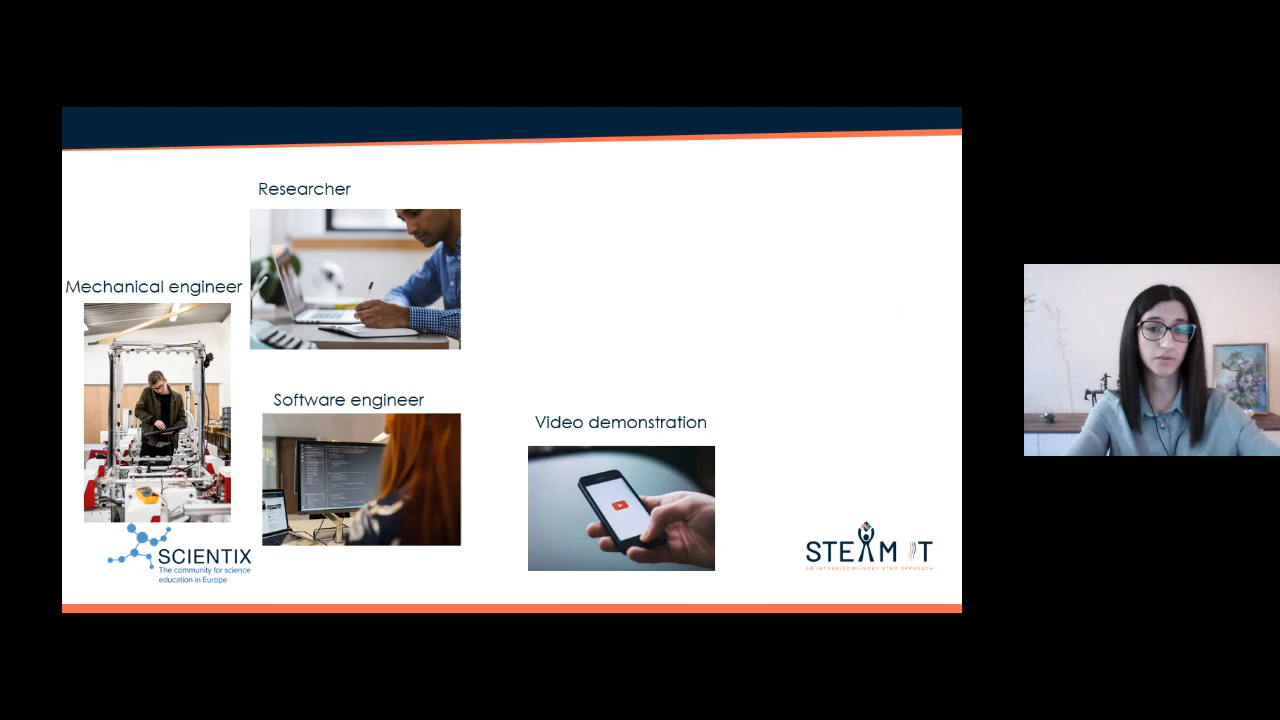 Researcher
Mechanical engineer
Software engineer
Video demonstration
SCIENTIX
The community for science
education in Europe
STEAM IT
AN INTERDISCIPLINARY STEM APPROACH